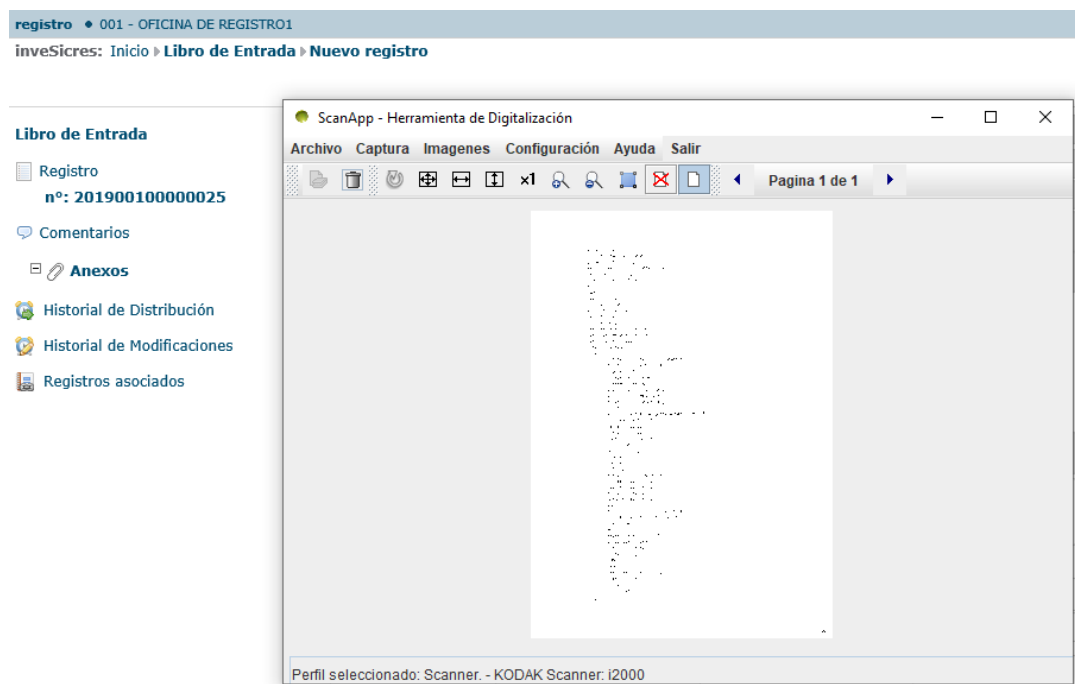 registro • 001 - OFICINA DE REGISTRO1
inveSicres: Inicio Libro de Entrada Nuevo registro
Libro de Entrada
Registro
nº: 201900100000025
Comentarios
Anexos
Historial de Distribución
Historial de Modificaciones
Registros asociados
ScanApp - Herramienta de Digitalización
Archivo Captura Imagenes Configuración Ayuda Salir
x1 Pagina 1 de 1
Perfil seleccionado: Scanner. - KODAK Scanner: i2000